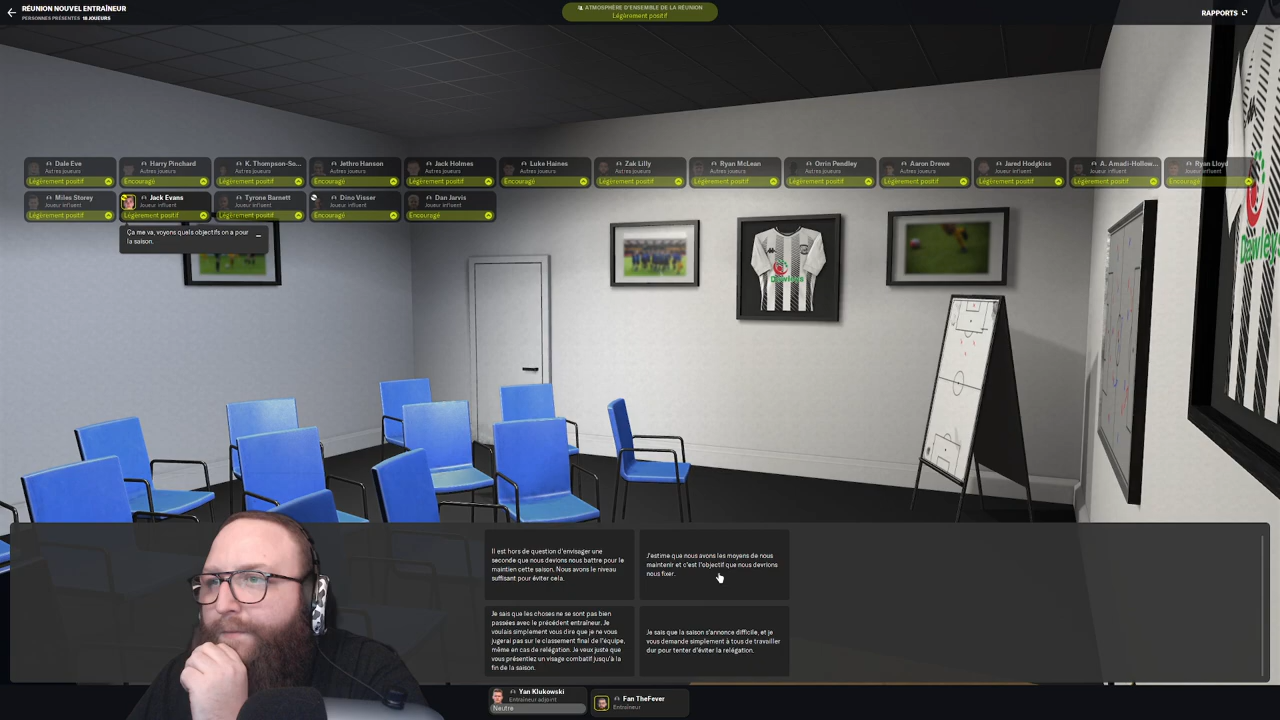 RÉUNION NOUVEL ENTRAÎNEUR
PERSONNES PRÉSENTES 18 JOUEURS
ATMOSPHÈRE D'ENSEMBLE DE LA RÉUNION
Légèrement positif
RAPPORTS
Dale Eve
Autres joueurs
Légèrement positif
Harry Pinchard
Autres joueurs
Encouragé
K. Thompson-So...
Autres joueurs
Légèrement positif
Jethro Hanson
Autres joueurs
Encouragé
Jack Holmes
Autres joueurs
Légèrement positif
Luke Haines
Autres joueurs
Encouragé
Zak Lilly
Autres joueurs
Légèrement positif
Ryan McLean
Autres joueurs
Légèrement positif
Orrin Pendley
Autres joueurs
Légèrement positif
Aaron Drewe
Autres joueurs
Légèrement positif
Jared Hodgkiss
Autres joueurs
Légèrement positif
A. Amadi-Hollow...
Autres joueurs
Légèrement positif
Ryan Lloyd
Autres joueurs
Encouragé
Miles Storey
Joueur influent
Légèrement positif
Jack Evans
Joueur influent
Légèrement positif
Tyrone Barnett
Joueur influent
Légèrement positif
Dino Visser
Joueur influent
Encouragé
Dan Jarvis
Joueur influent
Encouragé
Ça me va, voyons quels objectifs on a pour
la saison.
Il est hors de question d'envisager une
seconde que nous devions nous battre pour le
maintien cette saison. Nous avons le niveau
suffisant pour éviter cela.
J'estime que nous avons les moyens de nous
maintenir et c'est l'objectif que nous devrions
nous fixer.
Je sais que les choses ne se sont pas bien
passées avec le précédent entraîneur. Je
voulais simplement vous dire que je ne vous
jugerai pas sur le classement final de l'équipe,
même en cas de relégation. Je veux juste que
vous présentiez un visage combatif jusqu'à la
fin de la saison.
Je sais que la saison s'annonce difficile, et je
vous demande simplement à tous de travailler
dur pour tenter d'éviter la relégation.
Yan Klukowski
Entraîneur adjoint
Neutre
Fan TheFever
Entraîneur